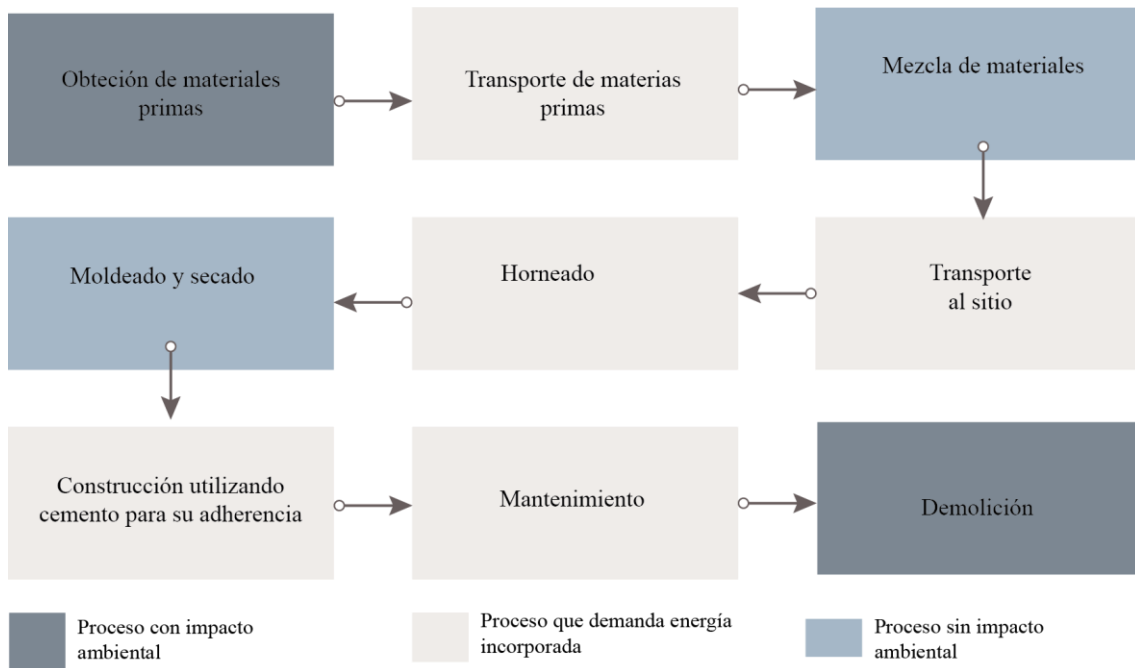 Obteción de materiales
primas
Transporte de materias
primas
Mezcla de materiales
Transporte
al sitio
Horneado
Moldeado y secado
Construcción utilizando
cemento para su adherencia
Mantenimiento
Demolición
Proceso con impacto
ambiental
Proceso que demanda energía
incorporada
Proceso sin impacto
ambiental